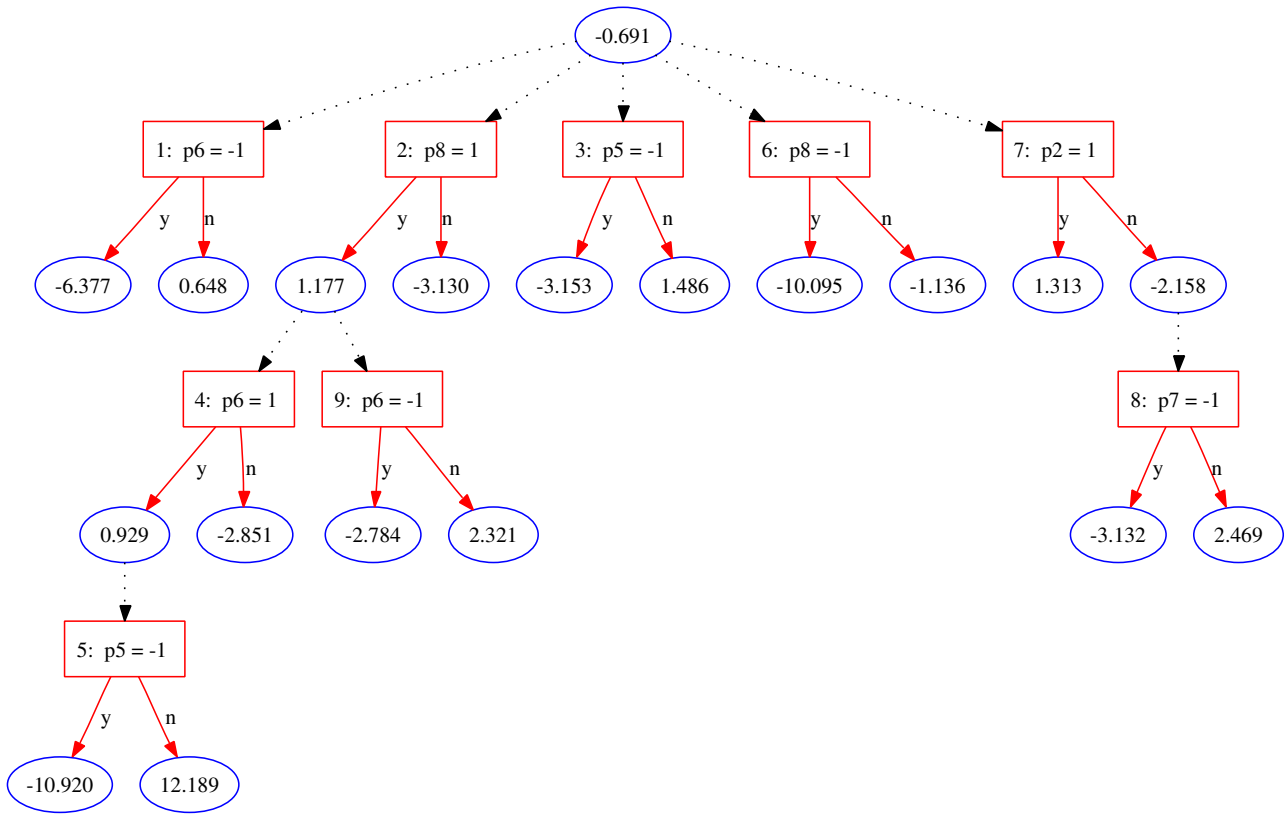 -0.691
1: p6 = -1
2: p8 = 1
3: p5 = -1
6: p8 = -1
7: p2 = 1
y
n
y
n
y
n
y
n
y
n
-6.377
0.648
1.177
-3.130
-3.153
1.486
-10.095
-1.136
1.313
-2.158
4: p6 = 1
9: p6 = -1
8: p7 = -1
y
n
y
n
y
n
0.929
-2.851
-2.784
2.321
-3.132
2.469
5: p5 = -1
y
n
-10.920
12.189